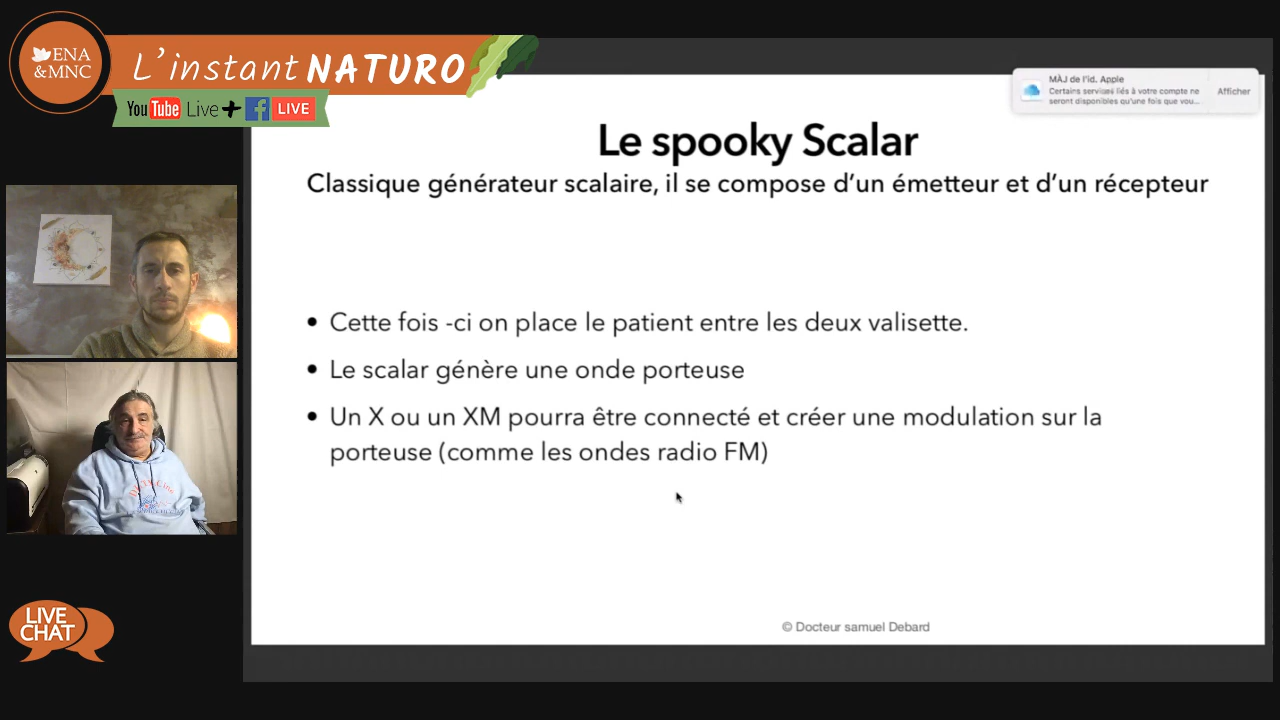 ENA
&MNC
L'instant NATURO
YouTube Live + f LIVE
MÀJ de l'id. Apple
Certains services liés à votre compte ne
seront disponibles qu'une fois que vou...
Afficher
Le spooky Scalar
Classique générateur scalaire, il se compose d'un émetteur et d'un récepteur
• Cette fois -ci on place le patient entre les deux valisette.
• Le scalar génère une onde porteuse
• Un X ou un XM pourra être connecté et créer une modulation sur la
porteuse (comme les ondes radio FM)
LIVE
CHAT
© Docteur samuel Debard